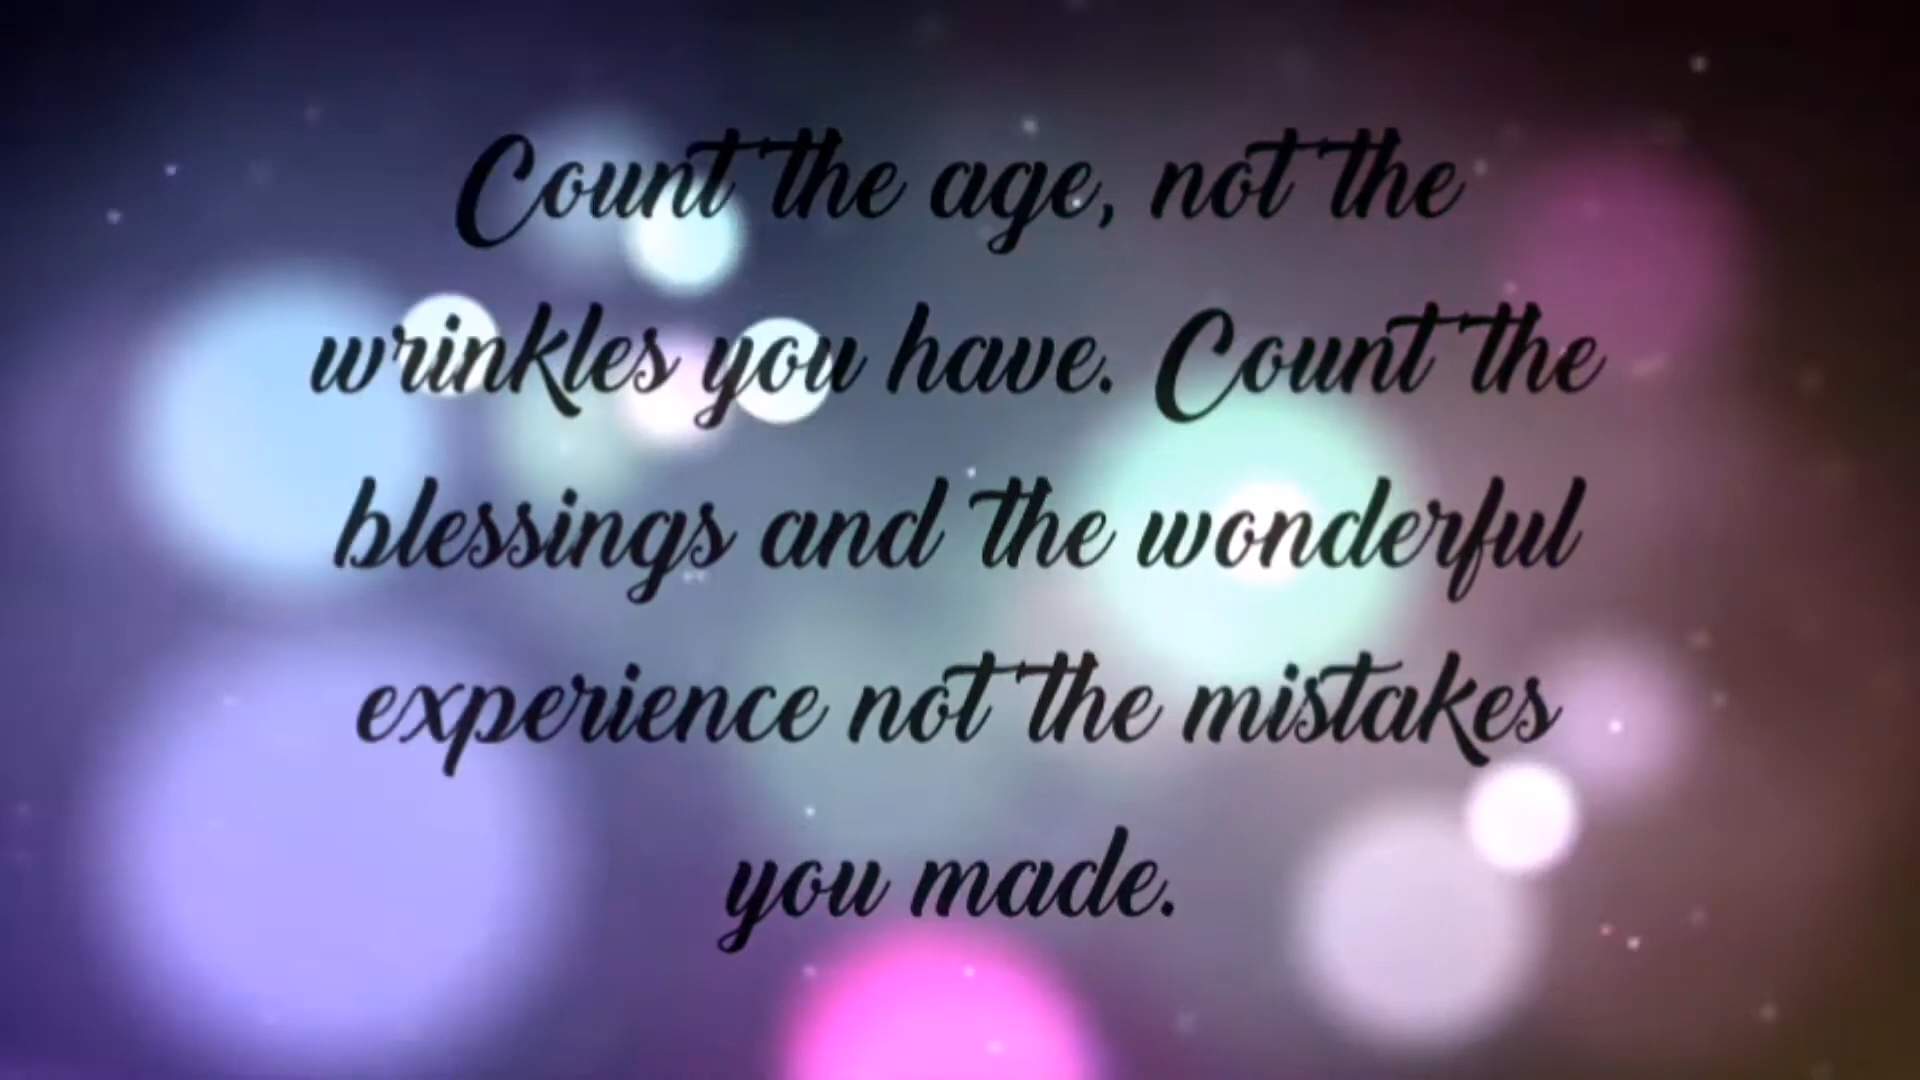 Count the age, not the
wrinkles you have. Count the
blessings and the wonderful
experience not the mistakes
you made.